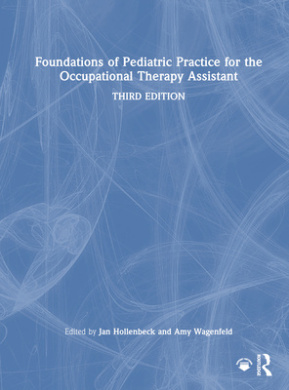 Foundations of Pediatric Practice for the
Occupational Therapy Assistant
THIRD EDITION
Edited by Jan Hollenbeck and Amy Wagenfeld
R